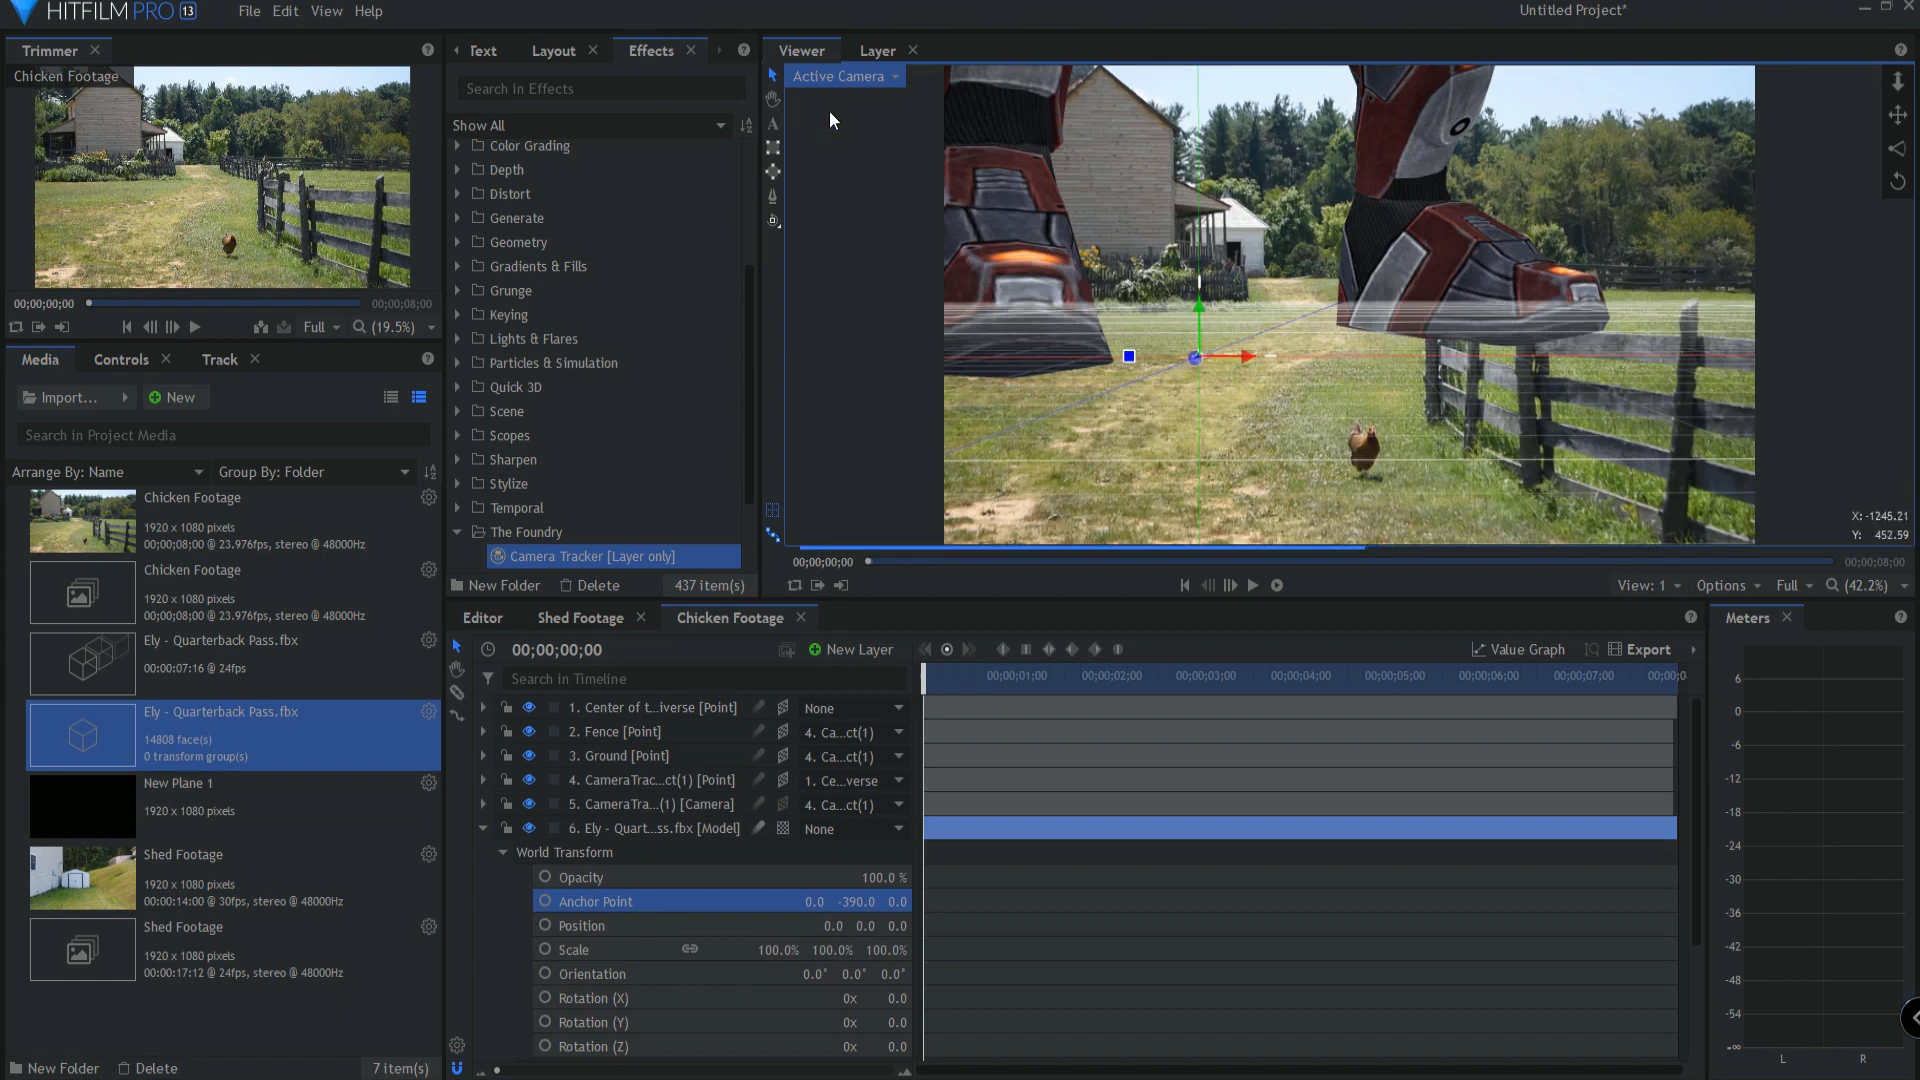 HITFILM PRO 13
File Edit View Help
Untitled Project*
Trimmer
Chicken Footage
00;00;00;00
00;00;08;00
Full
(19.5%)
Media
Controls
Track
Import...
New
Search in Project Media
Arrange By: Name
Group By: Folder
Chicken Footage
1920 x 1080 pixels
00;00;08;00 @ 23.976fps, stereo @ 48000Hz
Chicken Footage
1920 x 1080 pixels
00;00;08;00 @ 23.976fps, stereo @ 48000Hz
Ely - Quarterback Pass.fbx
00:00:07:16 @ 24fps
Ely - Quarterback Pass.fbx
14808 face(s)
0 transform group(s)
New Plane 1
1920 x 1080 pixels
Shed Footage
1920 x 1080 pixels
00:00:14:00 @ 30fps, stereo @ 48000Hz
Shed Footage
1920 x 1080 pixels
00:00:17:12 @ 24fps, stereo @ 48000Hz
New Folder
Delete
7 item(s)
Text
Layout
Effects
Search in Effects
Show All
Color Grading
Depth
Distort
Generate
Geometry
Gradients & Fills
Grunge
Keying
Lights & Flares
Particles & Simulation
Quick 3D
Scene
Scopes
Sharpen
Stylize
Temporal
The Foundry
Camera Tracker [Layer only]
New Folder
Delete
437 item(s)
Viewer
Layer
Active Camera
X: -1245.21
Y: 452.59
00;00;00;00
00;00;08;00
View: 1
Options
Full
(42.2%)
Editor
Shed Footage
Chicken Footage
00;00;00;00
New Layer
Value Graph
Export
Search in Timeline
00;00;01;00 00;00;02;00 00;00;03;00 00;00;04;00 00;00;05;00 00;00;06;00 00;00;07;00 00;00;0
1. Center of t...iverse [Point] None
2. Fence [Point] 4. Ca...ct(1)
3. Ground [Point] 4. Ca...ct(1)
4. CameraTrac...ct(1) [Point] 1. Ce...verse
5. CameraTra...(1) [Camera] 4. Ca...ct(1)
6. Ely - Quart...ss.fbx [Model] None
World Transform
Opacity 100.0 %
Anchor Point 0.0 -390.0 0.0
Position 0.0 0.0 0.0
Scale 100.0% 100.0% 100.0%
Orientation 0.0° 0.0° 0.0°
Rotation (X) 0x 0.0
Rotation (Y) 0x 0.0
Rotation (Z) 0x 0.0
Meters
6
0
-6
-12
-18
-24
-30
-36
-42
-48
-54
-∞
L R